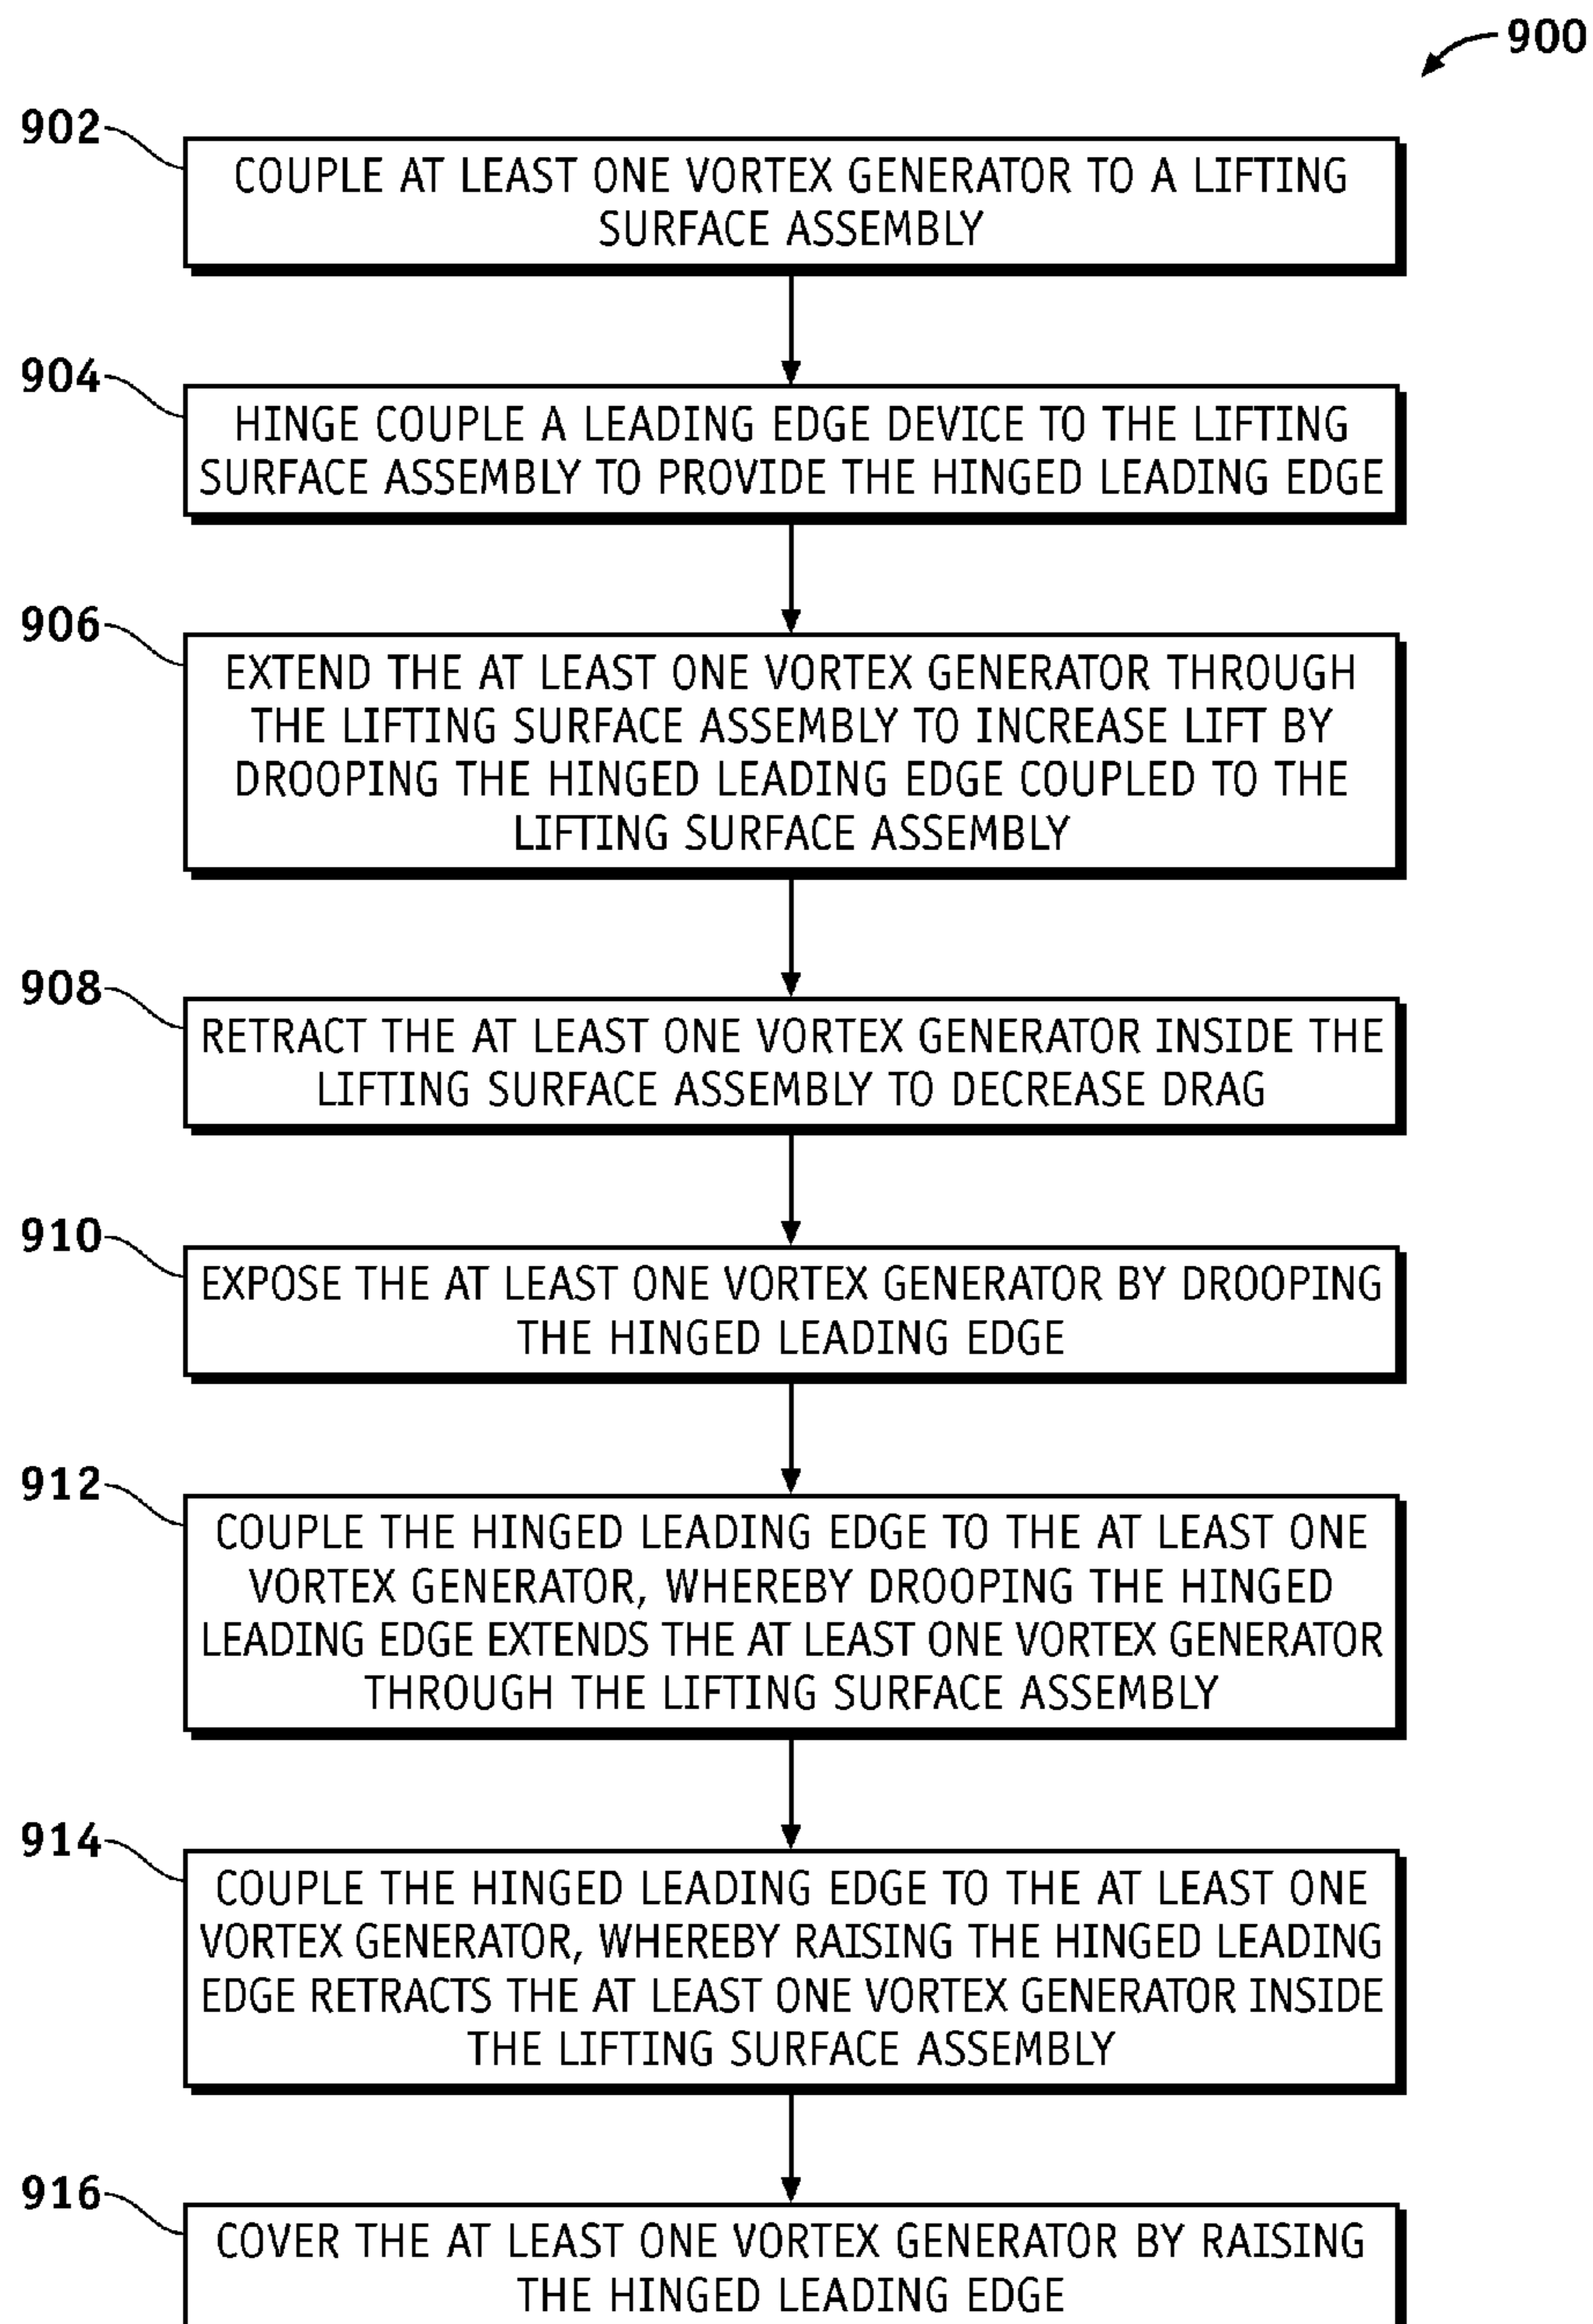 900
902
COUPLE AT LEAST ONE VORTEX GENERATOR TO A LIFTING
SURFACE ASSEMBLY
904
HINGE COUPLE A LEADING EDGE DEVICE TO THE LIFTING
SURFACE ASSEMBLY TO PROVIDE THE HINGED LEADING EDGE
906
EXTEND THE AT LEAST ONE VORTEX GENERATOR THROUGH
THE LIFTING SURFACE ASSEMBLY TO INCREASE LIFT BY
DROOPING THE HINGED LEADING EDGE COUPLED TO THE
LIFTING SURFACE ASSEMBLY
908
RETRACT THE AT LEAST ONE VORTEX GENERATOR INSIDE THE
LIFTING SURFACE ASSEMBLY TO DECREASE DRAG
910
EXPOSE THE AT LEAST ONE VORTEX GENERATOR BY DROOPING
THE HINGED LEADING EDGE
912
COUPLE THE HINGED LEADING EDGE TO THE AT LEAST ONE
VORTEX GENERATOR, WHEREBY DROOPING THE HINGED
LEADING EDGE EXTENDS THE AT LEAST ONE VORTEX GENERATOR
THROUGH THE LIFTING SURFACE ASSEMBLY
914
COUPLE THE HINGED LEADING EDGE TO THE AT LEAST ONE
VORTEX GENERATOR, WHEREBY RAISING THE HINGED LEADING
EDGE RETRACTS THE AT LEAST ONE VORTEX GENERATOR INSIDE
THE LIFTING SURFACE ASSEMBLY
916
COVER THE AT LEAST ONE VORTEX GENERATOR BY RAISING
THE HINGED LEADING EDGE